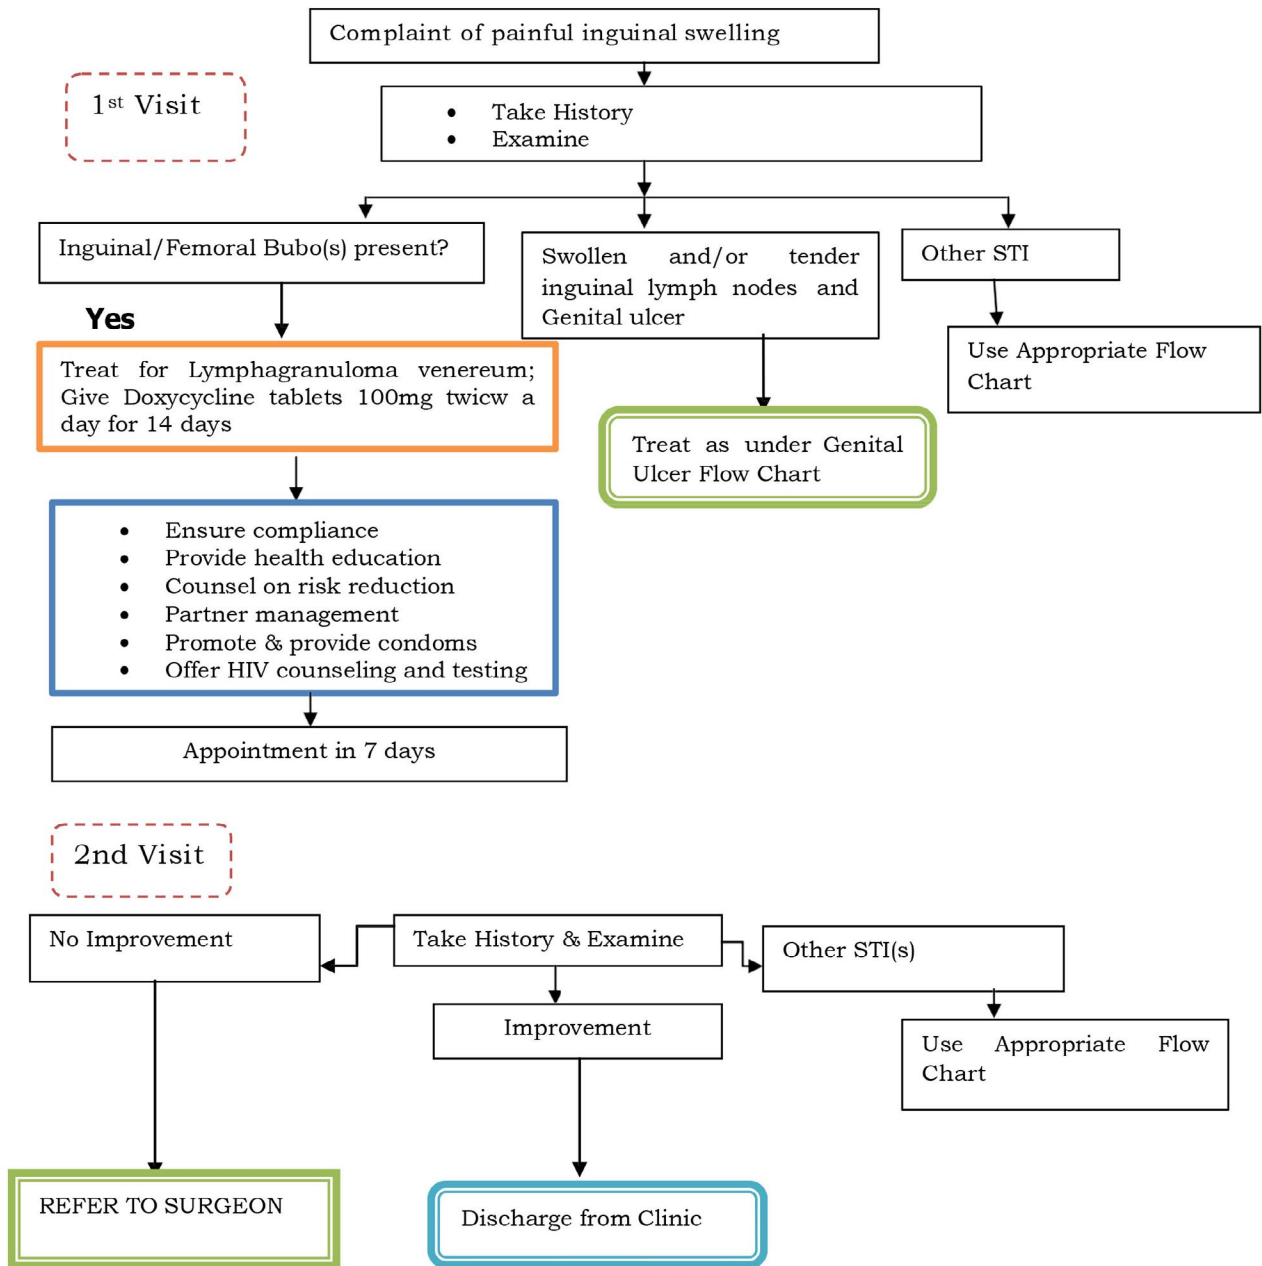 Complaint of painful inguinal swelling
1st Visit
• Take History
• Examine
Inguinal/Femoral Bubo(s) present?
Swollen and/or tender
inguinal lymph nodes and
Genital ulcer
Other STI
Yes
Use Appropriate Flow
Chart
Treat for Lymphagranuloma venereum;
Give Doxycycline tablets 100mg twicw a
day for 14 days
Treat as under Genital
Ulcer Flow Chart
• Ensure compliance
• Provide health education
• Counsel on risk reduction
• Partner management
• Promote & provide condoms
• Offer HIV counseling and testing
Appointment in 7 days
2nd Visit
No Improvement
Take History & Examine
Other STI(s)
Improvement
Use Appropriate Flow
Chart
REFER TO SURGEON
Discharge from Clinic